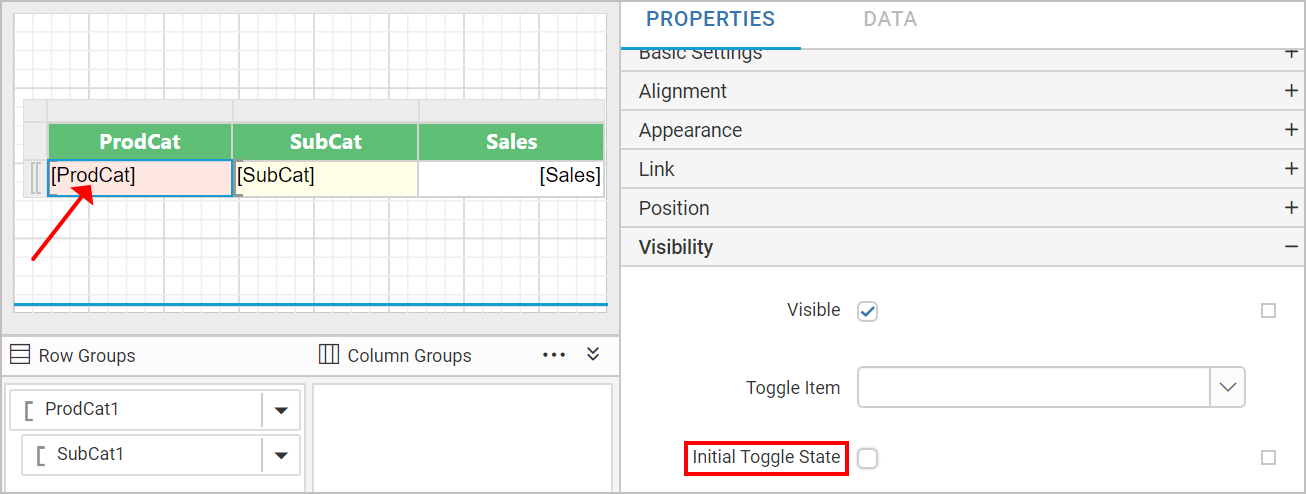 PROPERTIES DATA
Basic Settings
Alignment
Appearance
Link
Position
Visibility
Visible
Toggle Item
Initial Toggle State
ProdCat SubCat Sales
[ProdCat] [SubCat] [Sales]
Row Groups Column Groups
ProdCat1
SubCat1